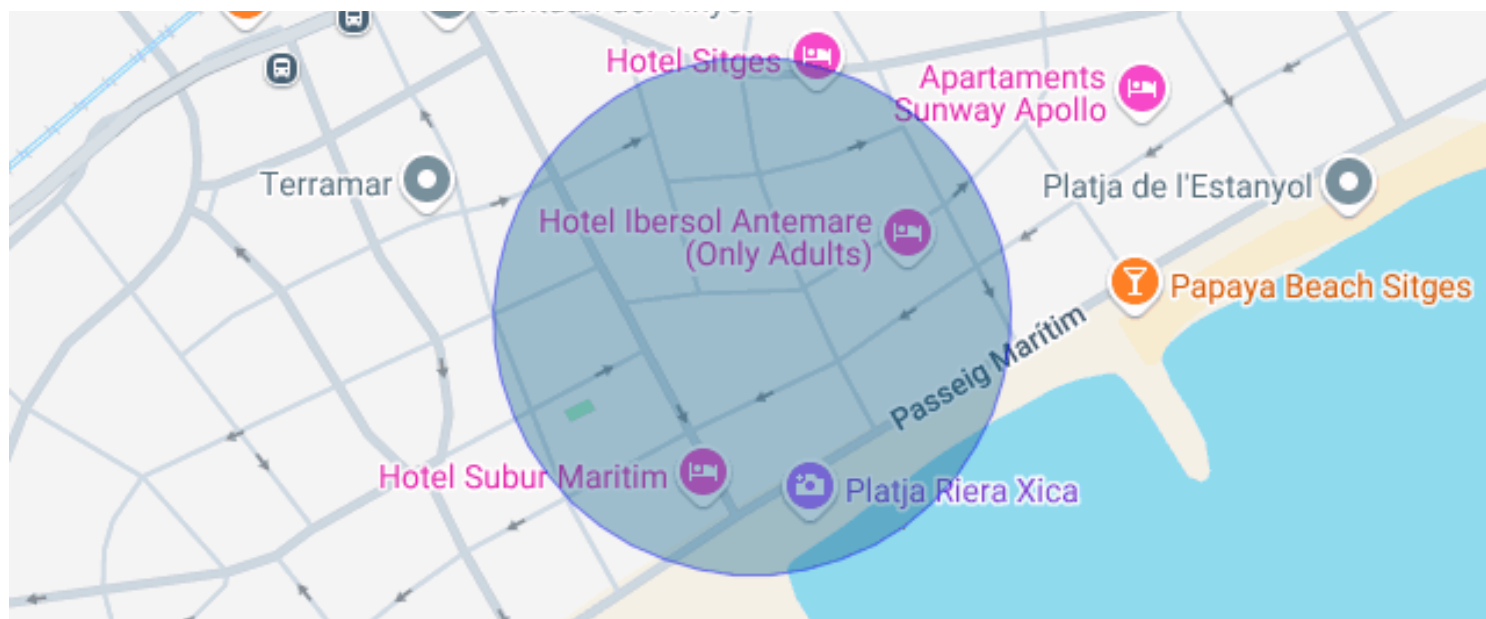 Hotel Sitges
Apartaments
Sunway Apollo
Terramar
Platja de l'Estanyol
Hotel Ibersol Antemare
(Only Adults)
Papaya Beach Sitges
Passeig Marítim
Hotel Subur Maritim
Platja Riera Xica